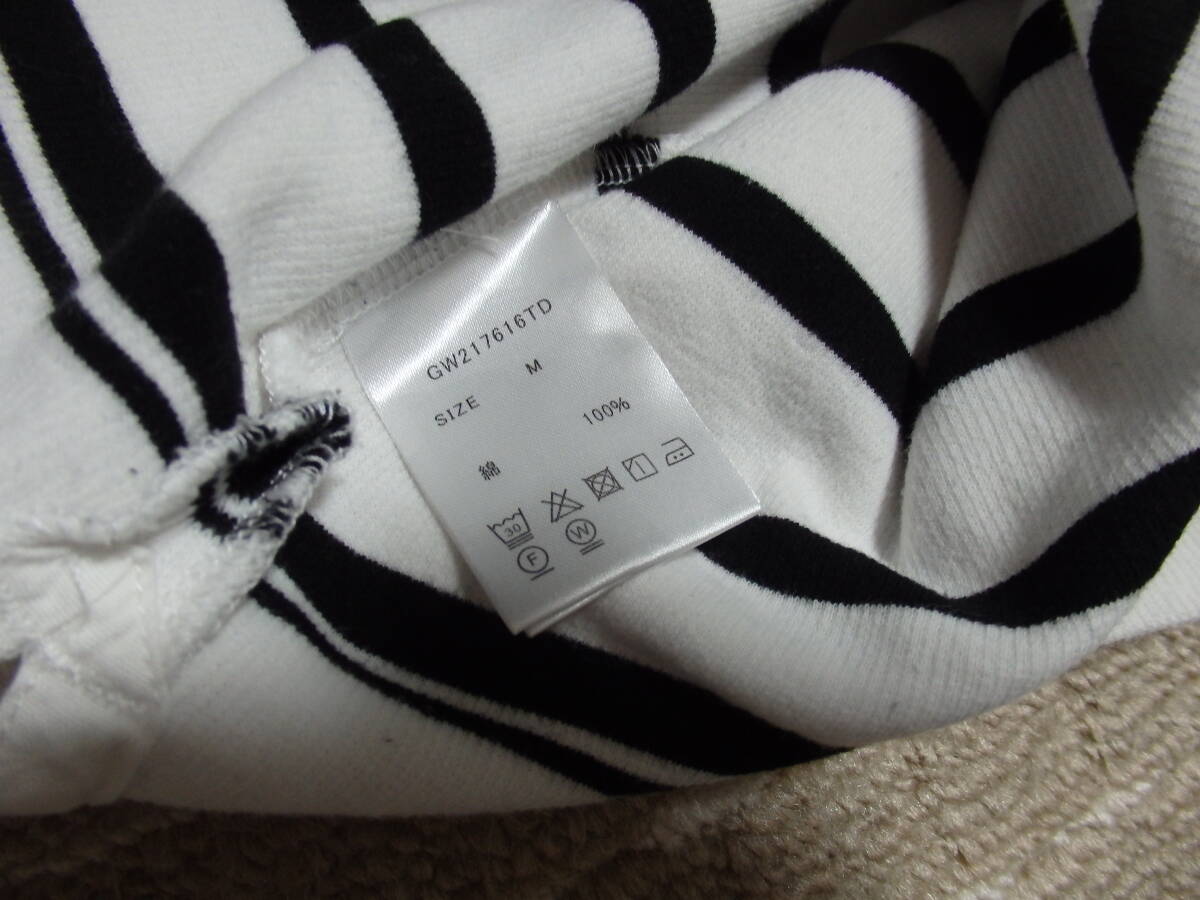 GW217616TD
SIZE M
綿 100%
30
F W